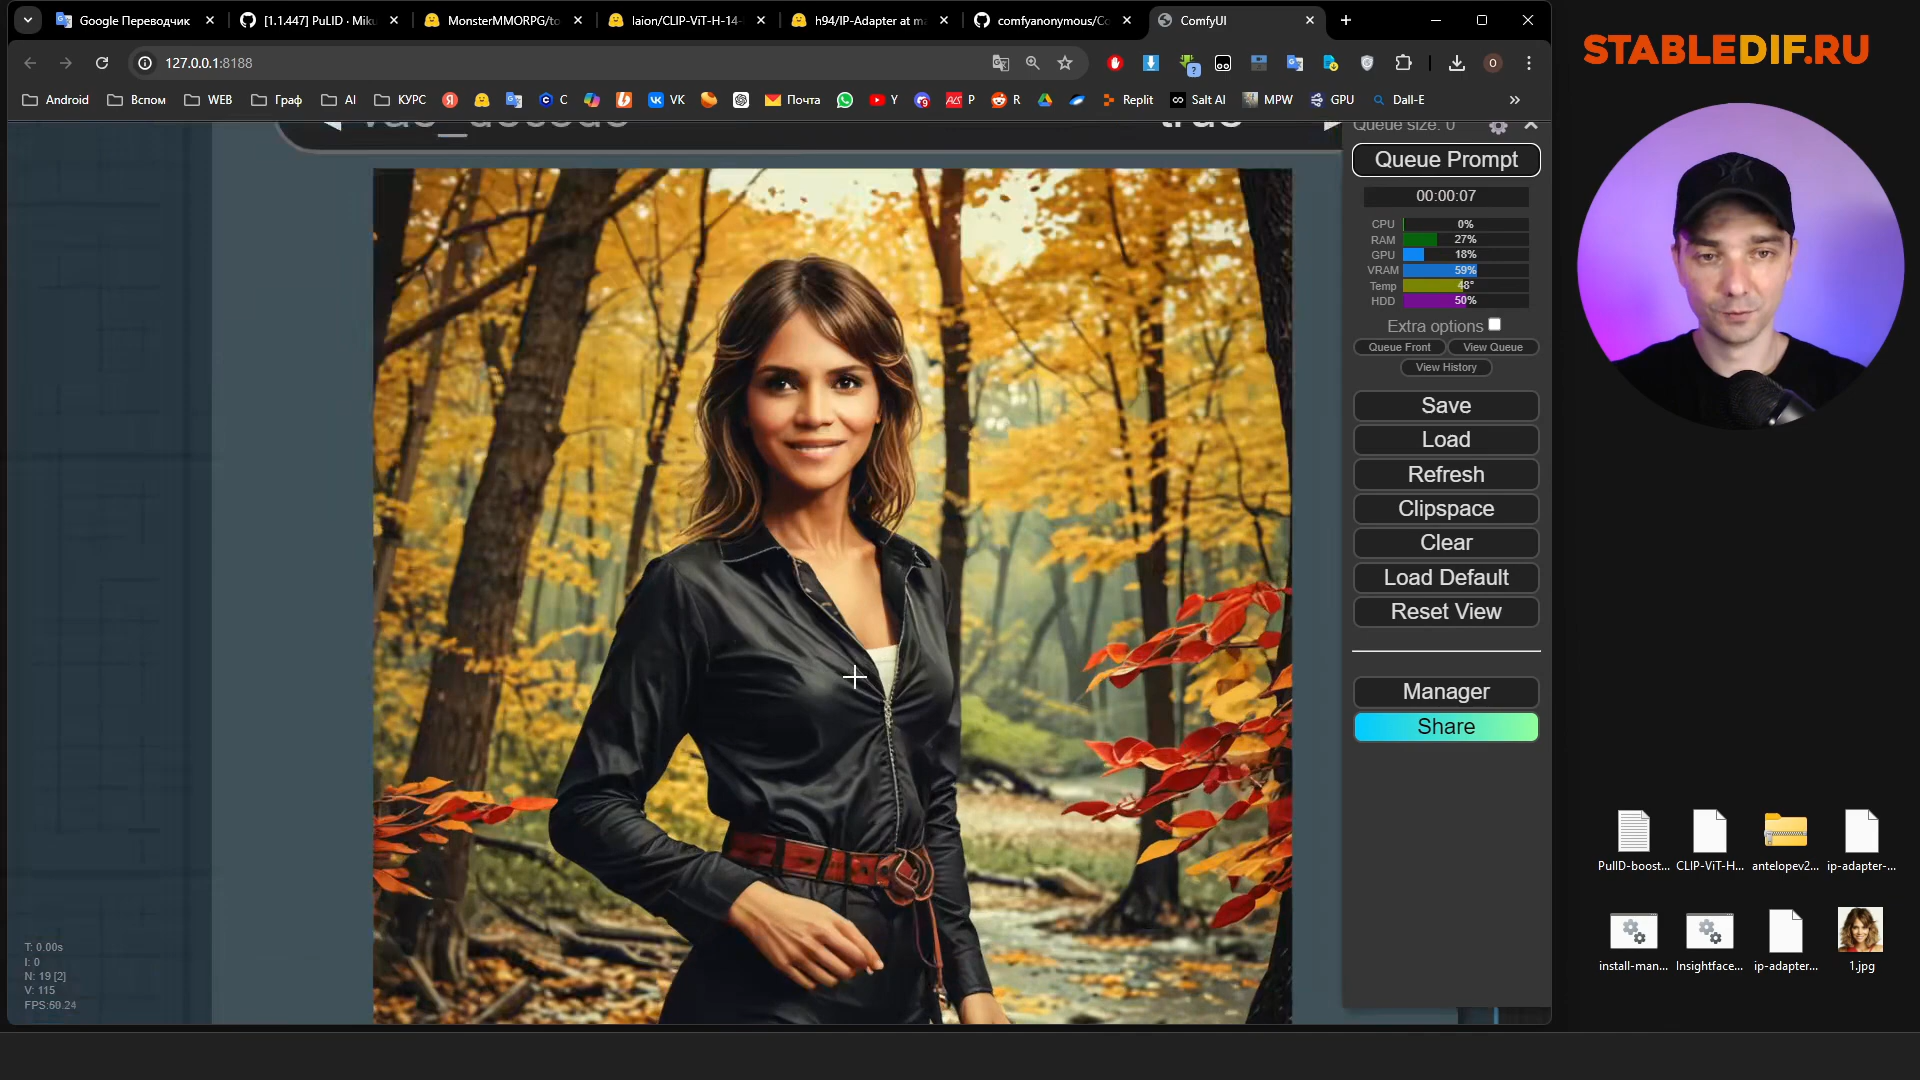 Google Переводчик
[1.1.447] PuLID · Miku
MonsterMMORPG/to
laion/CLIP-ViT-H-14-
h94/IP-Adapter at ma
comfyanonymous/Co
ComfyUI
127.0.0.1:8188
Android
Вспом
WEB
Граф
AI
КУРС
C
VK
Почта
Y
P
R
Replit
Salt AI
MPW
GPU
Dall-E
STABLEDIF.RU
true
Queue size: 0
Queue Prompt
00:00:07
CPU 0%
RAM 27%
GPU 18%
VRAM 59%
Temp 48°
HDD 50%
Extra options
Queue Front
View Queue
View History
Save
Load
Refresh
Clipspace
Clear
Load Default
Reset View
Manager
Share
T: 0.00s
I: 0
N: 19 [2]
V: 115
FPS:60.24
PulID-boost...
CLIP-ViT-H...
antelopev2...
ip-adapter-...
install-man...
Insightface...
ip-adapter...
1.jpg